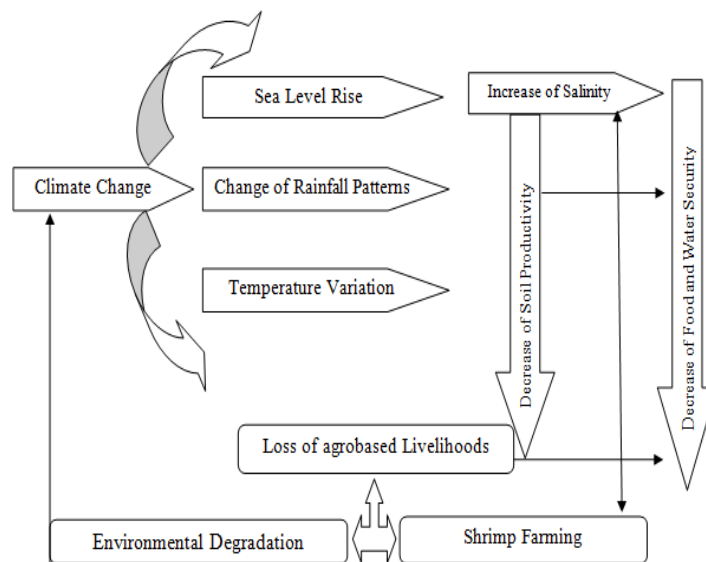 Sea Level Rise
Increase of Salinity
Climate Change
Change of Rainfall Patterns
Temperature Variation
Decrease of Soil Productivity
Decrease of Food and Water Security
Loss of agrobased Livelihoods
Environmental Degradation
Shrimp Farming